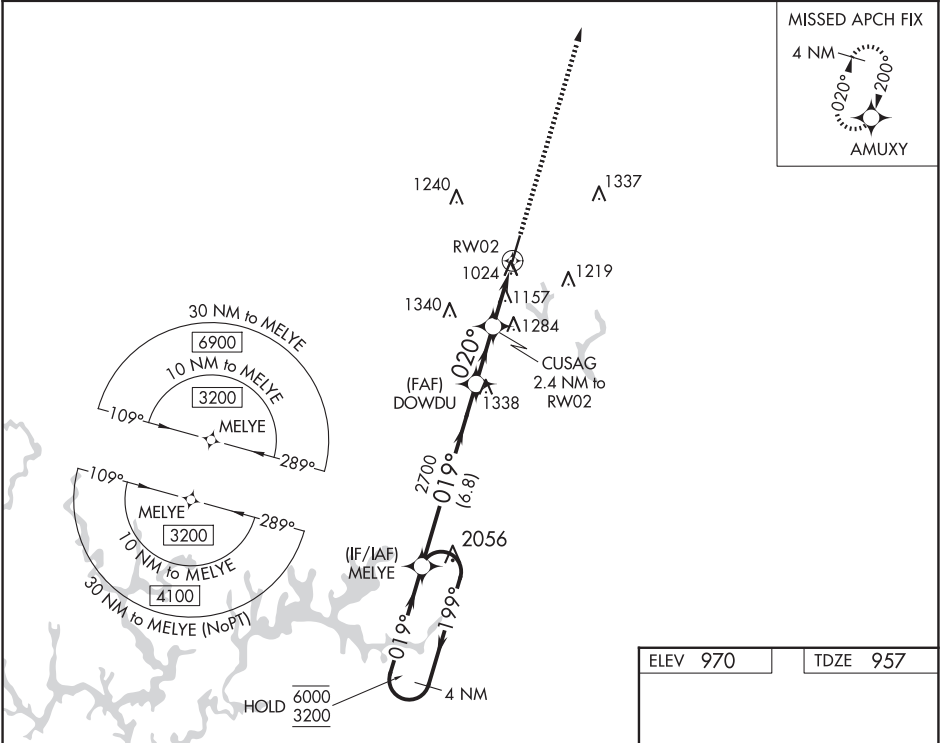 MISSED APCH FIX
4 NM
020°
200°
AMUXY
1240
1337
RW02
1024
1219
1157
1340
1284
020°
CUSAG
2.4 NM to
RW02
(FAF)
DOWDU
1338
30 NM to MELYE
6900
10 NM to MELYE
3200
109°
MELYE
289°
109°
MELYE
289°
3200
10 NM to MELYE
4100
30 NM to MELYE (NoPT)
2700
019°
(6.8)
2056
(IF/IAF)
MELYE
019°
199°
HOLD
6000
3200
4 NM
ELEV 970
TDZE 957